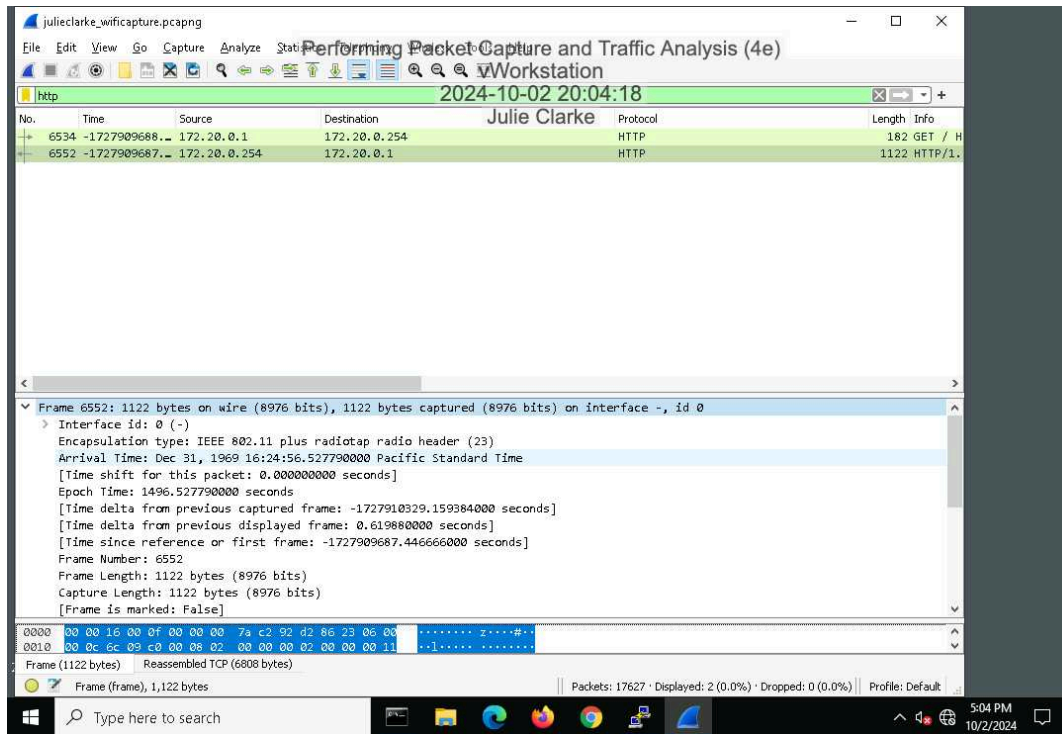 julieclarke_wificapture.pcapng
File Edit View Go Capture Analyze
Performing Packet Capture and Traffic Analysis (4e)
vWorkstation
http
2024-10-02 20:04:18
Julie Clarke
No. Time Source Destination Protocol Length Info
6534 -1727909688.… 172.20.0.1 172.20.0.254 HTTP 182 GET / H
6552 -1727909687.… 172.20.0.254 172.20.0.1 HTTP 1122 HTTP/1.
Frame 6552: 1122 bytes on wire (8976 bits), 1122 bytes captured (8976 bits) on interface -, id 0
Interface id: 0 (-)
Encapsulation type: IEEE 802.11 plus radiotap radio header (23)
Arrival Time: Dec 31, 1969 16:24:56.527790000 Pacific Standard Time
[Time shift for this packet: 0.000000000 seconds]
Epoch Time: 1496.527790000 seconds
[Time delta from previous captured frame: -1727910329.159384000 seconds]
[Time delta from previous displayed frame: 0.619880000 seconds]
[Time since reference or first frame: -1727909687.446666000 seconds]
Frame Number: 6552
Frame Length: 1122 bytes (8976 bits)
Capture Length: 1122 bytes (8976 bits)
[Frame is marked: False]
0000 00 00 16 00 0f 00 00 00 7a c2 92 d2 86 23 06 00 ········ z····#··
0010 00 0c 6c 09 c0 00 08 02 00 00 00 02 00 00 00 11 ··l····· ········
Frame (1122 bytes) Reassembled TCP (6808 bytes)
Frame (frame), 1,122 bytes Packets: 17627 · Displayed: 2 (0.0%) · Dropped: 0 (0.0%) Profile: Default
Type here to search
5:04 PM
10/2/2024